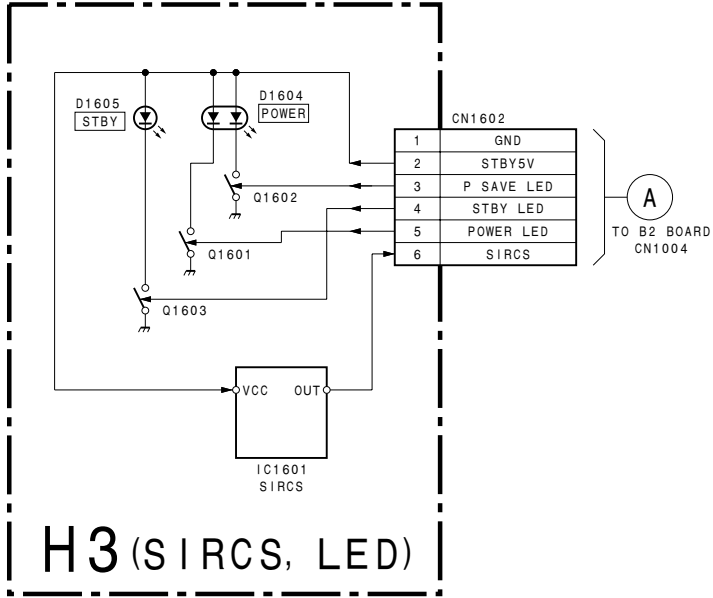 D1605
STBY
D1604
POWER
CN1602
1 GND
2 STBY5V
3 P SAVE LED
4 STBY LED
5 POWER LED
6 SIRCS
A
TO B2 BOARD
CN1004
Q1602
Q1601
Q1603
VCC OUT
IC1601
SIRCS
H3 (SIRCS, LED)